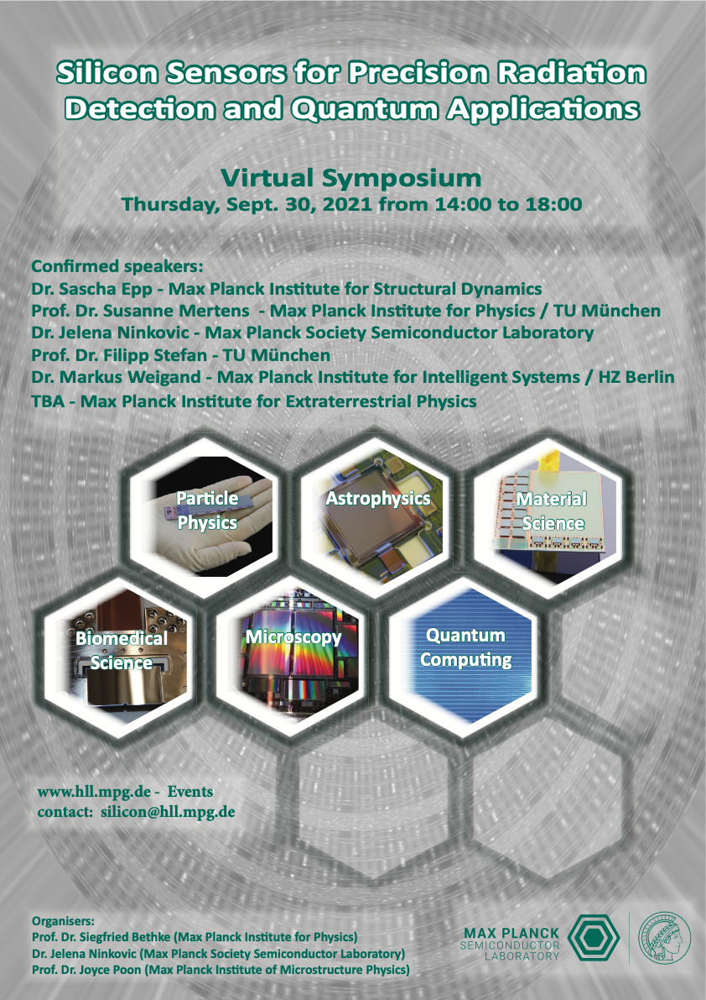 Silicon Sensors for Precision Radiation
Detection and Quantum Applications
Virtual Symposium
Thursday, Sept. 30, 2021 from 14:00 to 18:00
Confirmed speakers:
Dr. Sascha Epp - Max Planck Institute for Structural Dynamics
Prof. Dr. Susanne Mertens - Max Planck Institute for Physics / TU München
Dr. Jelena Ninkovic - Max Planck Society Semiconductor Laboratory
Prof. Dr. Filipp Stefan - TU München
Dr. Markus Weigand - Max Planck Institute for Intelligent Systems / HZ Berlin
TBA - Max Planck Institute for Extraterrestrial Physics
Particle
Physics
Astrophysics
Material
Science
Biomedical
Science
Microscopy
Quantum
Computing
www.hll.mpg.de - Events
contact: silicon@hll.mpg.de
Organisers:
Prof. Dr. Siegfried Bethke (Max Planck Institute for Physics)
Dr. Jelena Ninkovic (Max Planck Society Semiconductor Laboratory)
Prof. Dr. Joyce Poon (Max Planck Institute of Microstructure Physics)
MAX PLANCK
SEMICONDUCTOR
LABORATORY